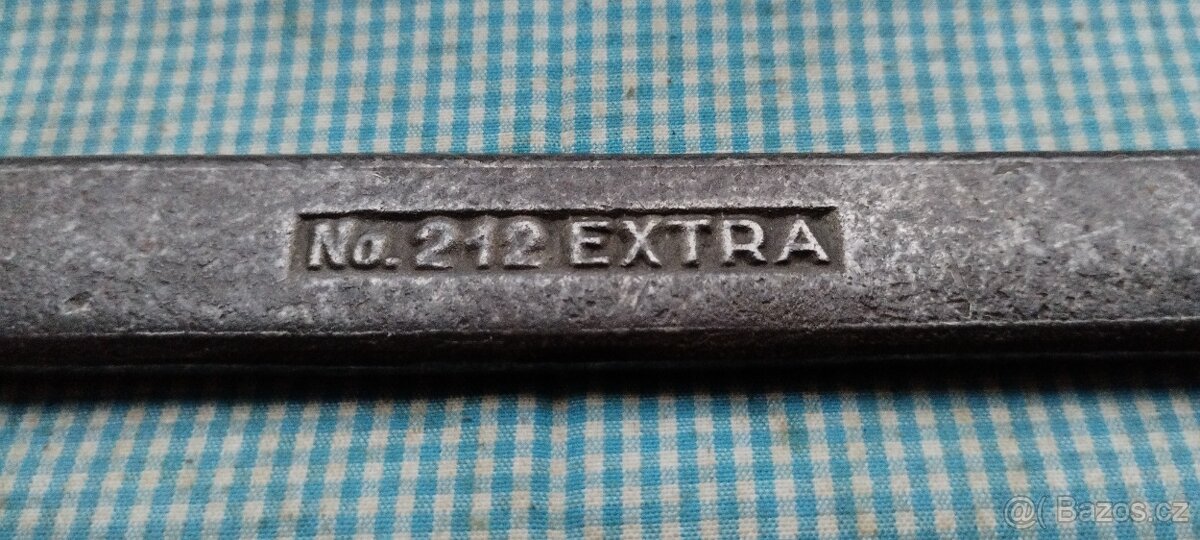 No. 212 EXTRA
@( Bazos.cz